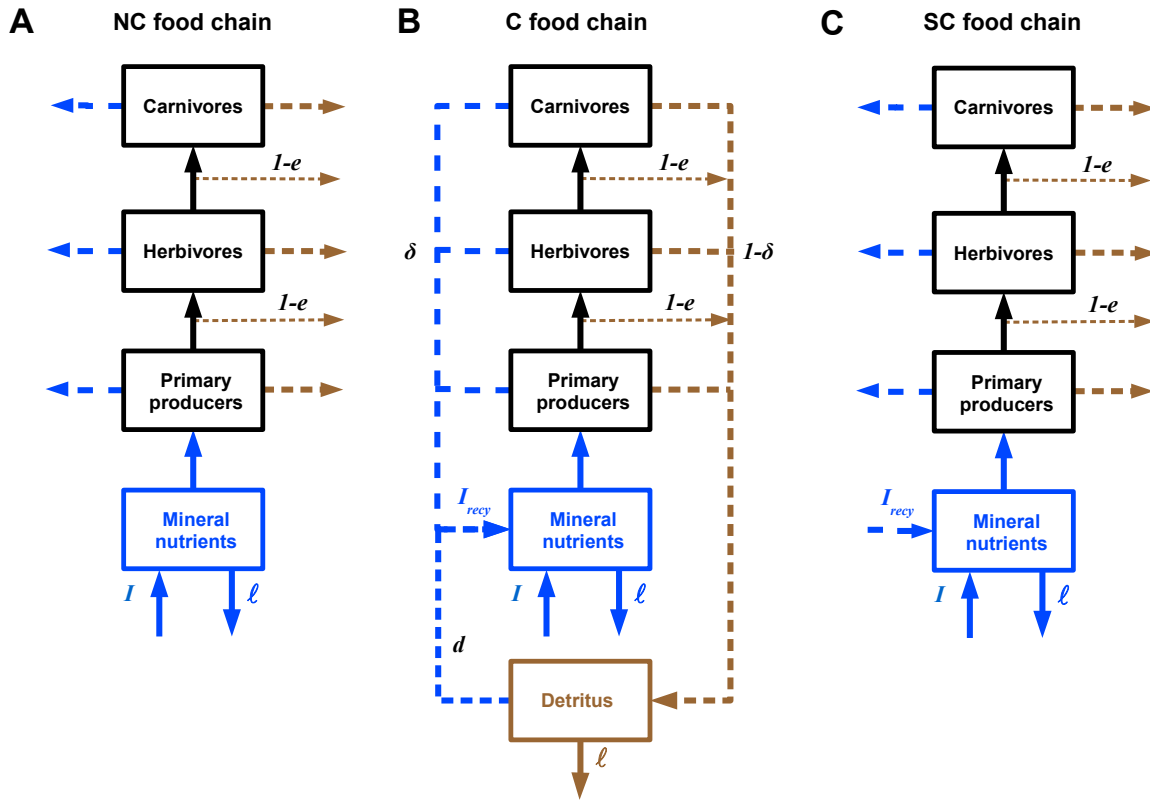 A
NC food chain
Carnivores
1-e
Herbivores
1-e
Primary
producers
Mineral
nutrients
I
ℓ
B
C food chain
Carnivores
1-e
δ
Herbivores
1-δ
1-e
Primary
producers
I_recy
Mineral
nutrients
I
ℓ
d
Detritus
ℓ
C
SC food chain
Carnivores
1-e
Herbivores
1-e
Primary
producers
I_recy
Mineral
nutrients
I
ℓ